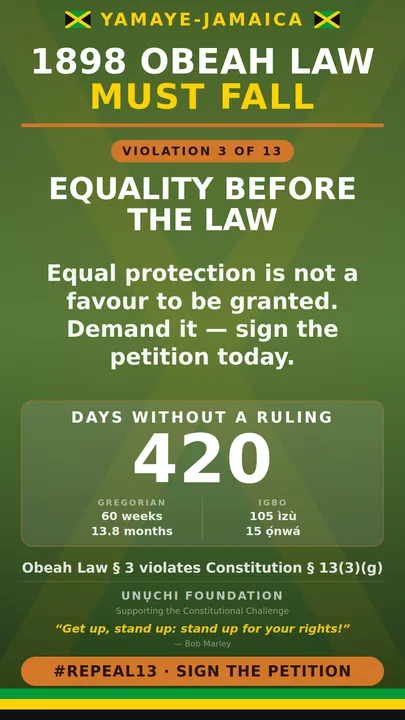 YAMAYE-JAMAICA
1898 OBEAH LAW
MUST FALL
VIOLATION 3 OF 13
EQUALITY BEFORE
THE LAW
Equal protection is not a
favour to be granted.
Demand it — sign the
petition today.
DAYS WITHOUT A RULING
420
GREGORIAN
60 weeks
13.8 months
IGBO
105 ìzù
15 ọ́nwá
Obeah Law § 3 violates Constitution § 13(3)(g)
UNỤCHI FOUNDATION
Supporting the Constitutional Challenge
“Get up, stand up: stand up for your rights!”
— Bob Marley
#REPEAL13 · SIGN THE PETITION